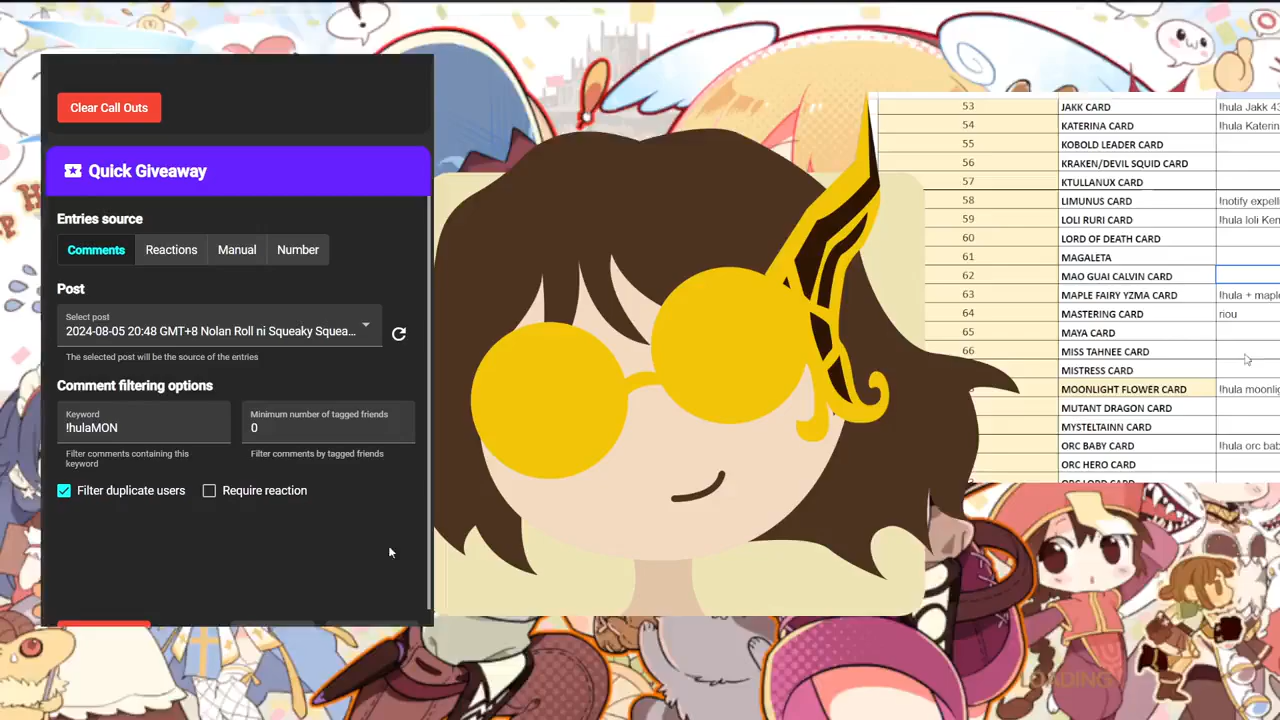 Clear Call Outs
Quick Giveaway
Entries source
Comments Reactions Manual Number
Post
Select post
2024-08-05 20:48 GMT+8 Nolan Roll ni Squeaky Squea...
The selected post will be the source of the entries
Comment filtering options
Keyword
!hulaMON
Filter comments containing this
keyword
Minimum number of tagged friends
0
Filter comments by tagged friends
Filter duplicate users
Require reaction
53 JAKK CARD !hula Jakk 43
54 KATERINA CARD !hula Katerin
55 KOBOLD LEADER CARD
56 KRAKEN/DEVIL SQUID CARD
57 KTULLANUX CARD
58 LIMUNUS CARD !notify expell
59 LOLI RURI CARD !hula loli Ken
60 LORD OF DEATH CARD
61 MAGALETA
62 MAO GUAI CALVIN CARD
63 MAPLE FAIRY YZMA CARD !hula + maple
64 MASTERING CARD riou
65 MAYA CARD
66 MISS TAHNEE CARD
MISTRESS CARD
MOONLIGHT FLOWER CARD !hula moonlig
MUTANT DRAGON CARD
MYSTELTAINN CARD
ORC BABY CARD !hula orc bab
ORC HERO CARD
ORC LORD CARD
LOADING